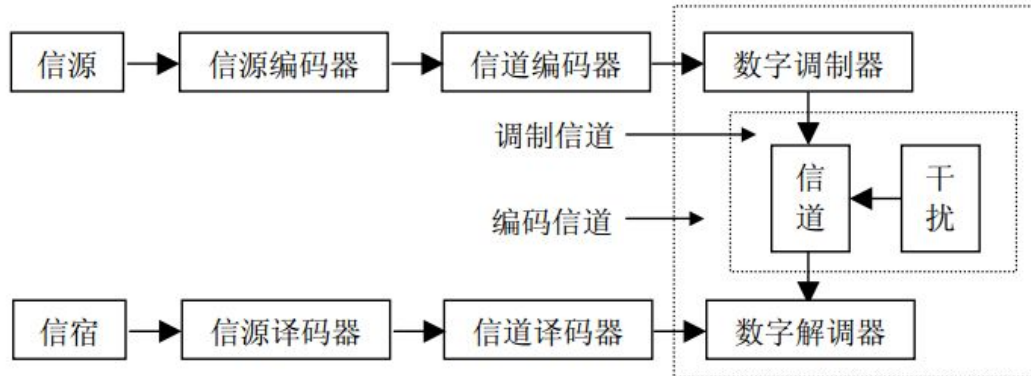 信源
信源编码器
信道编码器
数字调制器
调制信道
信道
干扰
编码信道
信宿
信源译码器
信道译码器
数字解调器